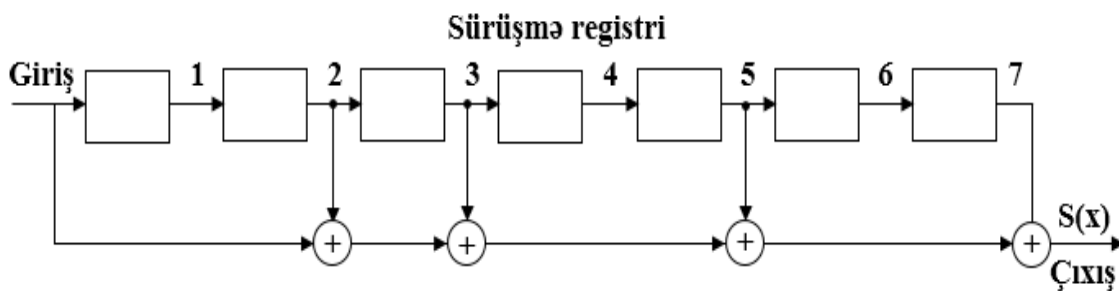 Sürüşmə registri
Giriş 1 2 3 4 5 6 7
+ + + + S(x)
Çıxış